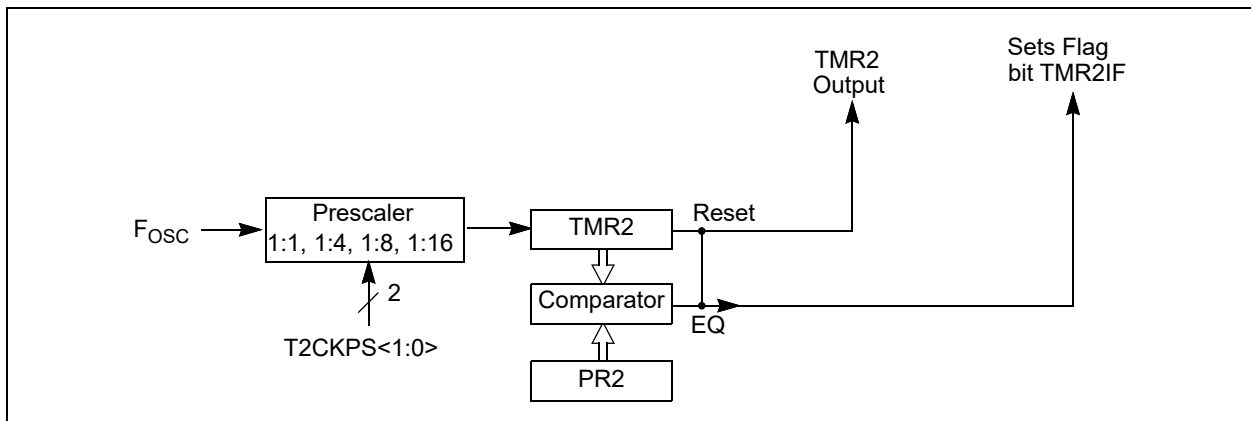 TMR2
Output
Sets Flag
bit TMR2IF
FOSC
Prescaler
1:1, 1:4, 1:8, 1:16
2
T2CKPS<1:0>
TMR2
Reset
Comparator
EQ
PR2